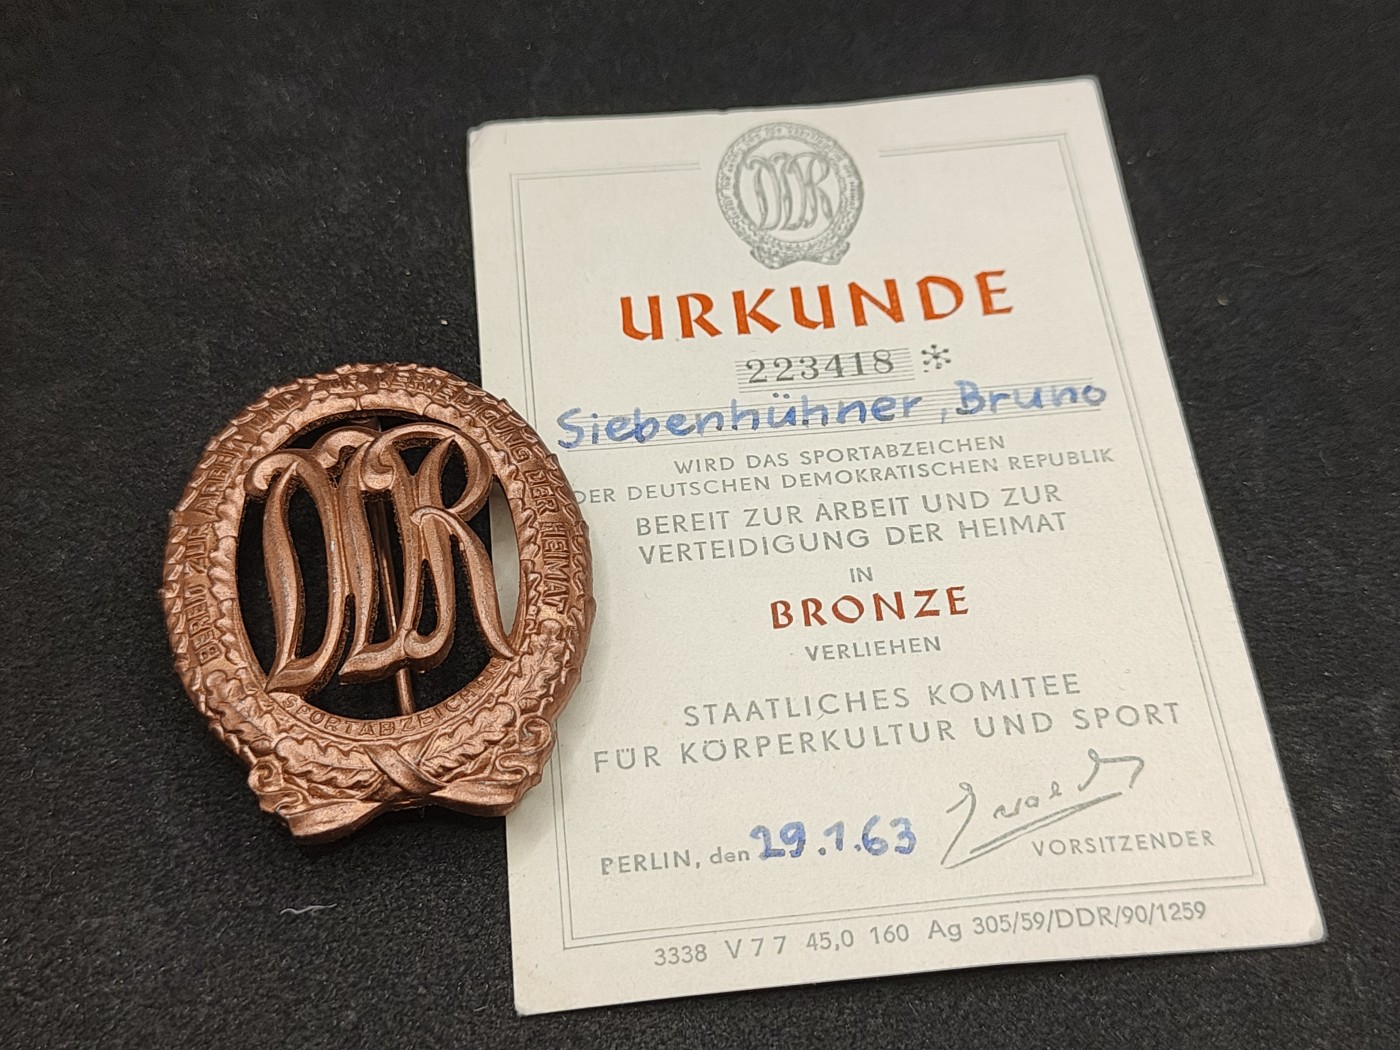 BEREIT ZUR ARBEIT UND ZUR VERTEIDIGUNG DER HEIMAT
DDR
SPORTABZEICHEN
DDR
URKUNDE
223418 *
Siebenhühner, Bruno
WIRD DAS SPORTABZEICHEN
DER DEUTSCHEN DEMOKRATISCHEN REPUBLIK
BEREIT ZUR ARBEIT UND ZUR
VERTEIDIGUNG DER HEIMAT
IN
BRONZE
VERLIEHEN
STAATLICHES KOMITEE
FÜR KÖRPERKULTUR UND SPORT
BERLIN, den 29.1.63
VORSITZENDER
3338 V 7 7 45,0 160 Ag 305/59/DDR/90/1259